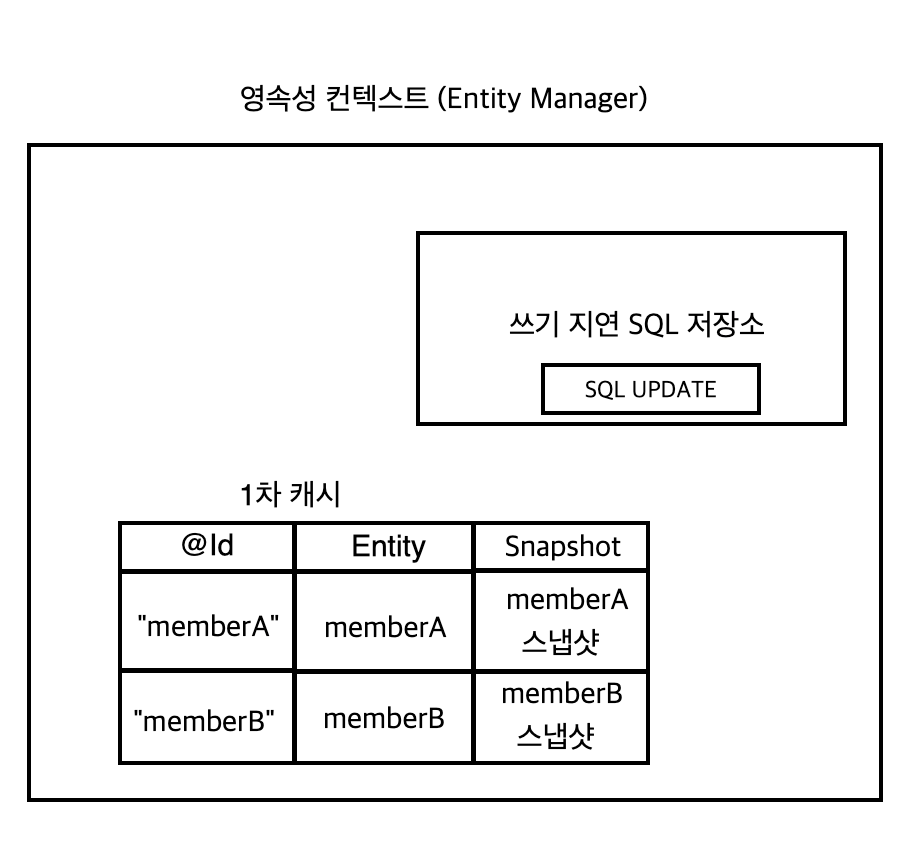 영속성 컨텍스트 (Entity Manager)
쓰기 지연 SQL 저장소
SQL UPDATE
1차 캐시
@Id Entity Snapshot
"memberA" memberA memberA 스냅샷
"memberB" memberB memberB 스냅샷